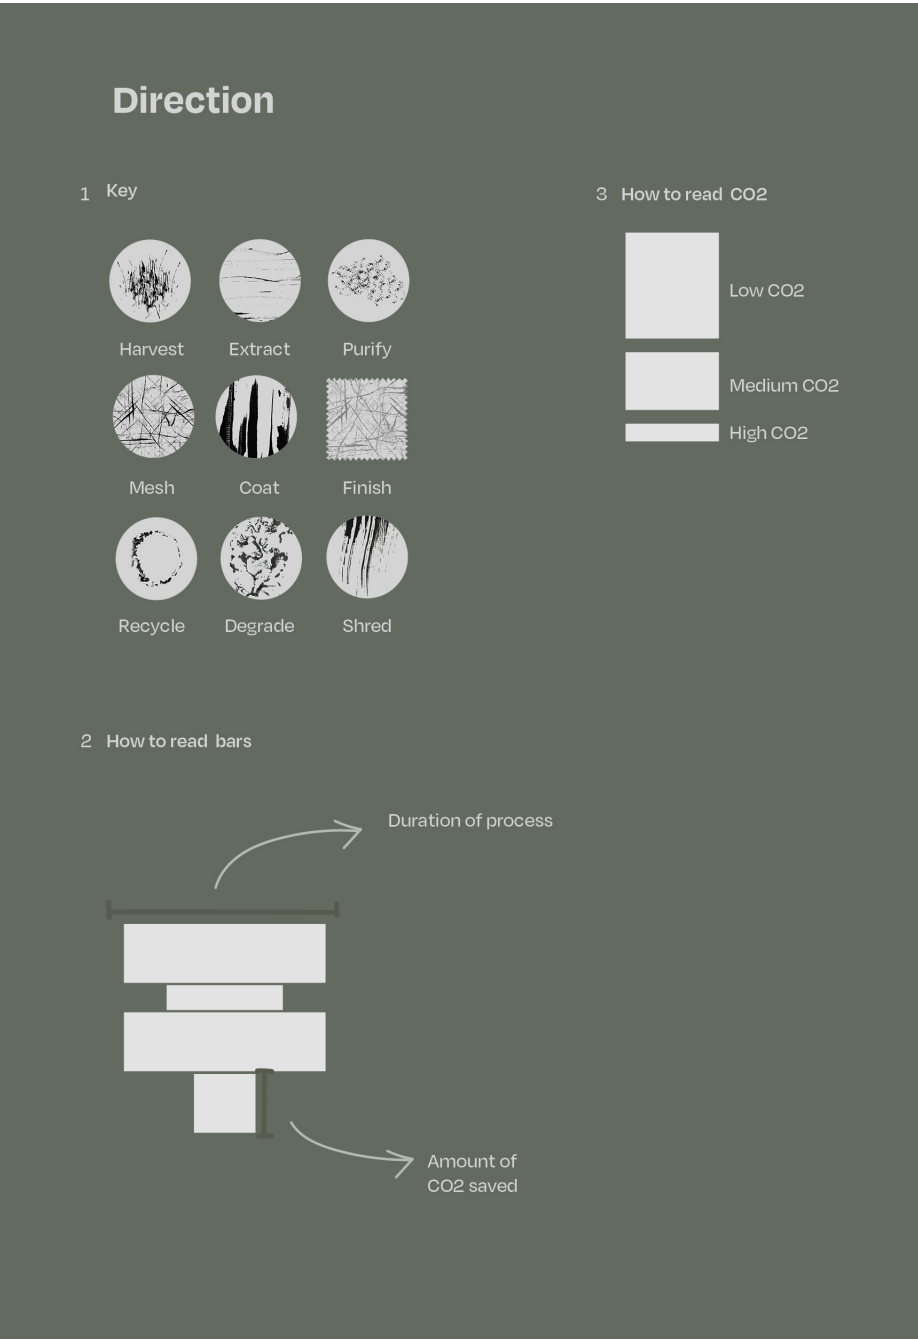 Direction
1 Key
Harvest Extract Purify
Mesh Coat Finish
Recycle Degrade Shred
3 How to read CO2
Low CO2
Medium CO2
High CO2
2 How to read bars
Duration of process
Amount of
CO2 saved